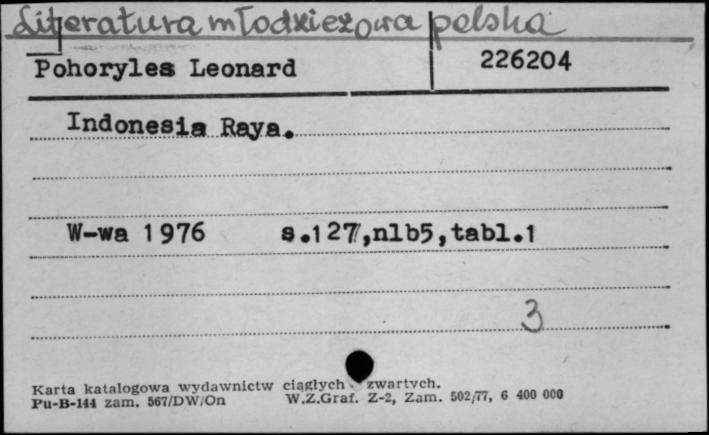 Literatura młodzieżowa polska
Pohoryles Leonard 226204
Indonesia Raya.
W-wa 1976 s.127,nlb5,tabl.1
3
Karta katalogowa wydawnictw ciągłych zwartych.
Pu-B-144 zam. 567/DW/On W.Z.Graf. Z-2, Zam. 502/77, 6 400 000